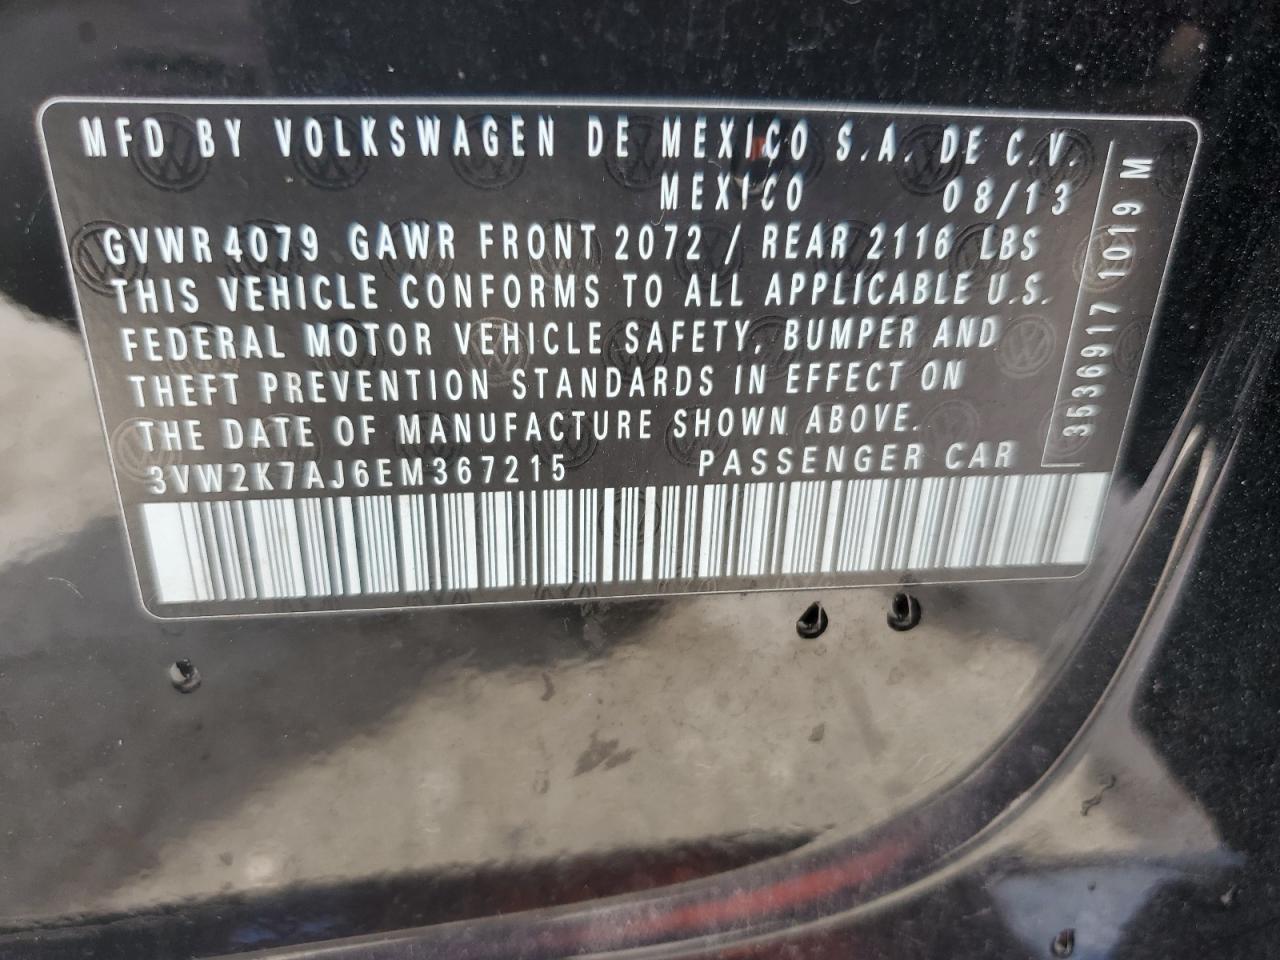 MFD BY VOLKSWAGEN DE MEXICO S.A. DE C.V.
MEXICO 08/13
GVWR 4079 GAWR FRONT 2072 / REAR 2116 LBS
THIS VEHICLE CONFORMS TO ALL APPLICABLE U.S.
FEDERAL MOTOR VEHICLE SAFETY, BUMPER AND
THEFT PREVENTION STANDARDS IN EFFECT ON
THE DATE OF MANUFACTURE SHOWN ABOVE.
3VW2K7AJ6EM367215 PASSENGER CAR
3536917 1019 M